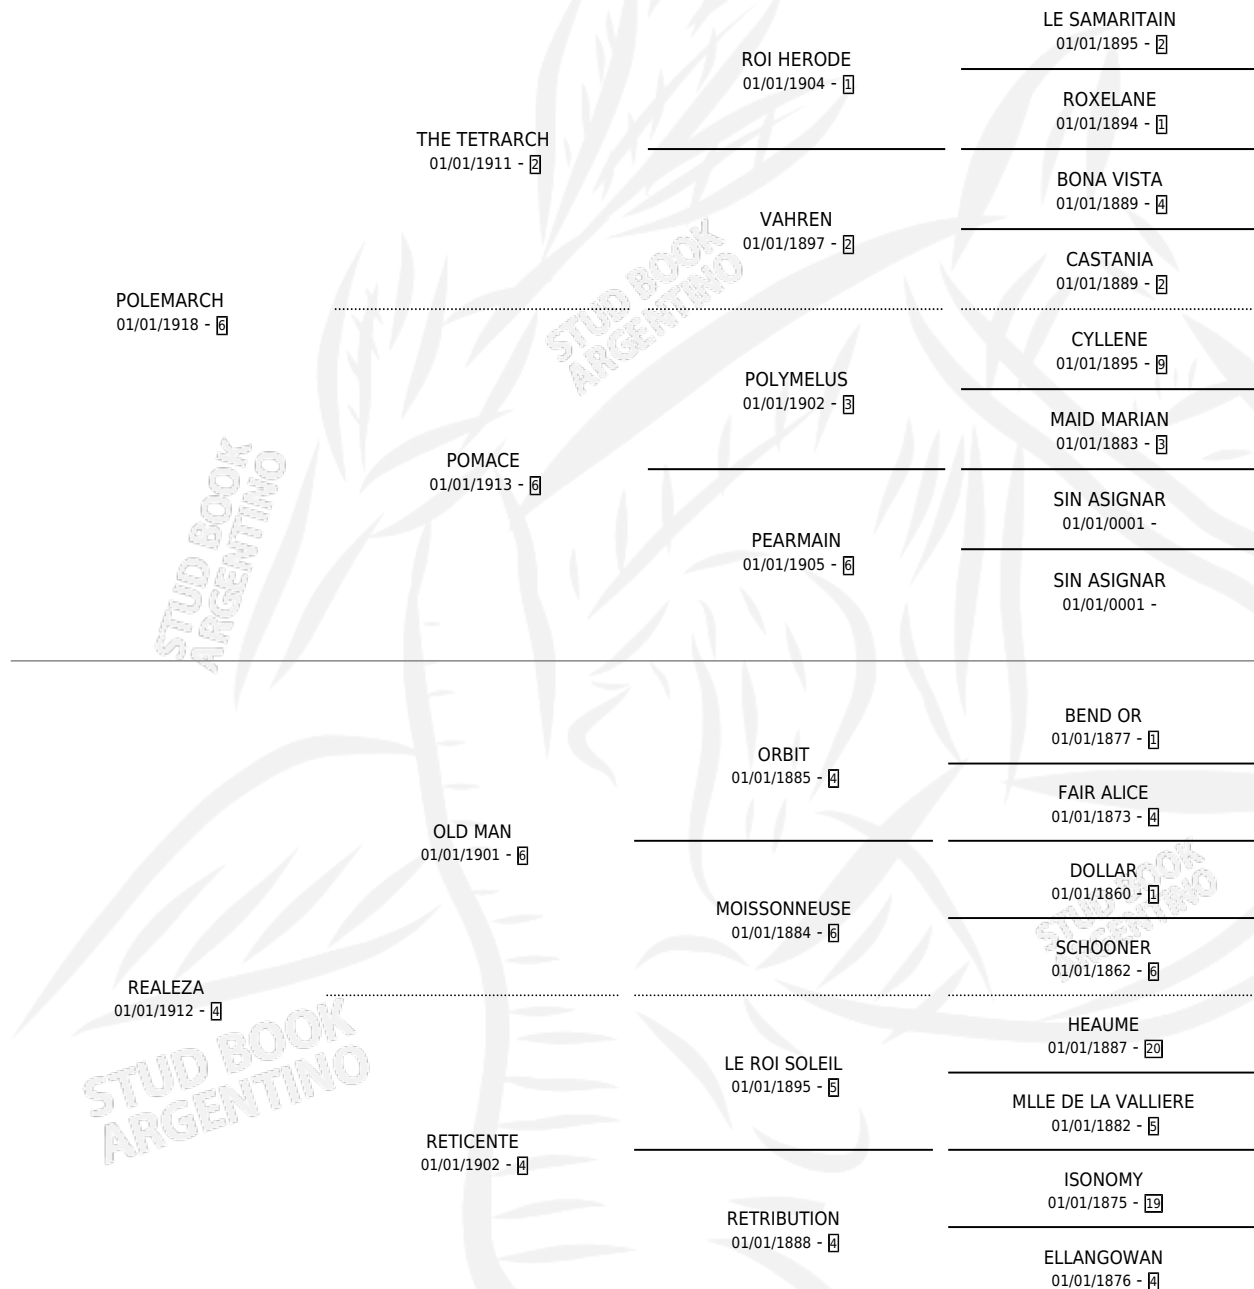 LE SAMARITAIN
01/01/1895 - 2
ROI HERODE
01/01/1904 - 1
ROXELANE
01/01/1894 - 1
THE TETRARCH
01/01/1911 - 2
BONA VISTA
01/01/1889 - 4
VAHREN
01/01/1897 - 2
CASTANIA
01/01/1889 - 2
POLEMARCH
01/01/1918 - 6
CYLLENE
01/01/1895 - 9
POLYMELUS
01/01/1902 - 3
MAID MARIAN
01/01/1883 - 3
POMACE
01/01/1913 - 6
SIN ASIGNAR
01/01/0001 -
PEARMAIN
01/01/1905 - 6
SIN ASIGNAR
01/01/0001 -
BEND OR
01/01/1877 - 1
ORBIT
01/01/1885 - 4
FAIR ALICE
01/01/1873 - 4
OLD MAN
01/01/1901 - 6
DOLLAR
01/01/1860 - 1
MOISSONNEUSE
01/01/1884 - 6
SCHOONER
01/01/1862 - 6
REALEZA
01/01/1912 - 4
HEAUME
01/01/1887 - 20
LE ROI SOLEIL
01/01/1895 - 5
MLLE DE LA VALLIERE
01/01/1882 - 5
RETICENTE
01/01/1902 - 4
ISONOMY
01/01/1875 - 19
RETRIBUTION
01/01/1888 - 4
ELLANGOWAN
01/01/1876 - 4
STUD BOOK
ARGENTINO
STUD BOOK
ARGENTINO
STUD BOOK
ARGENTINO
STUD BOOK
ARGENTINO